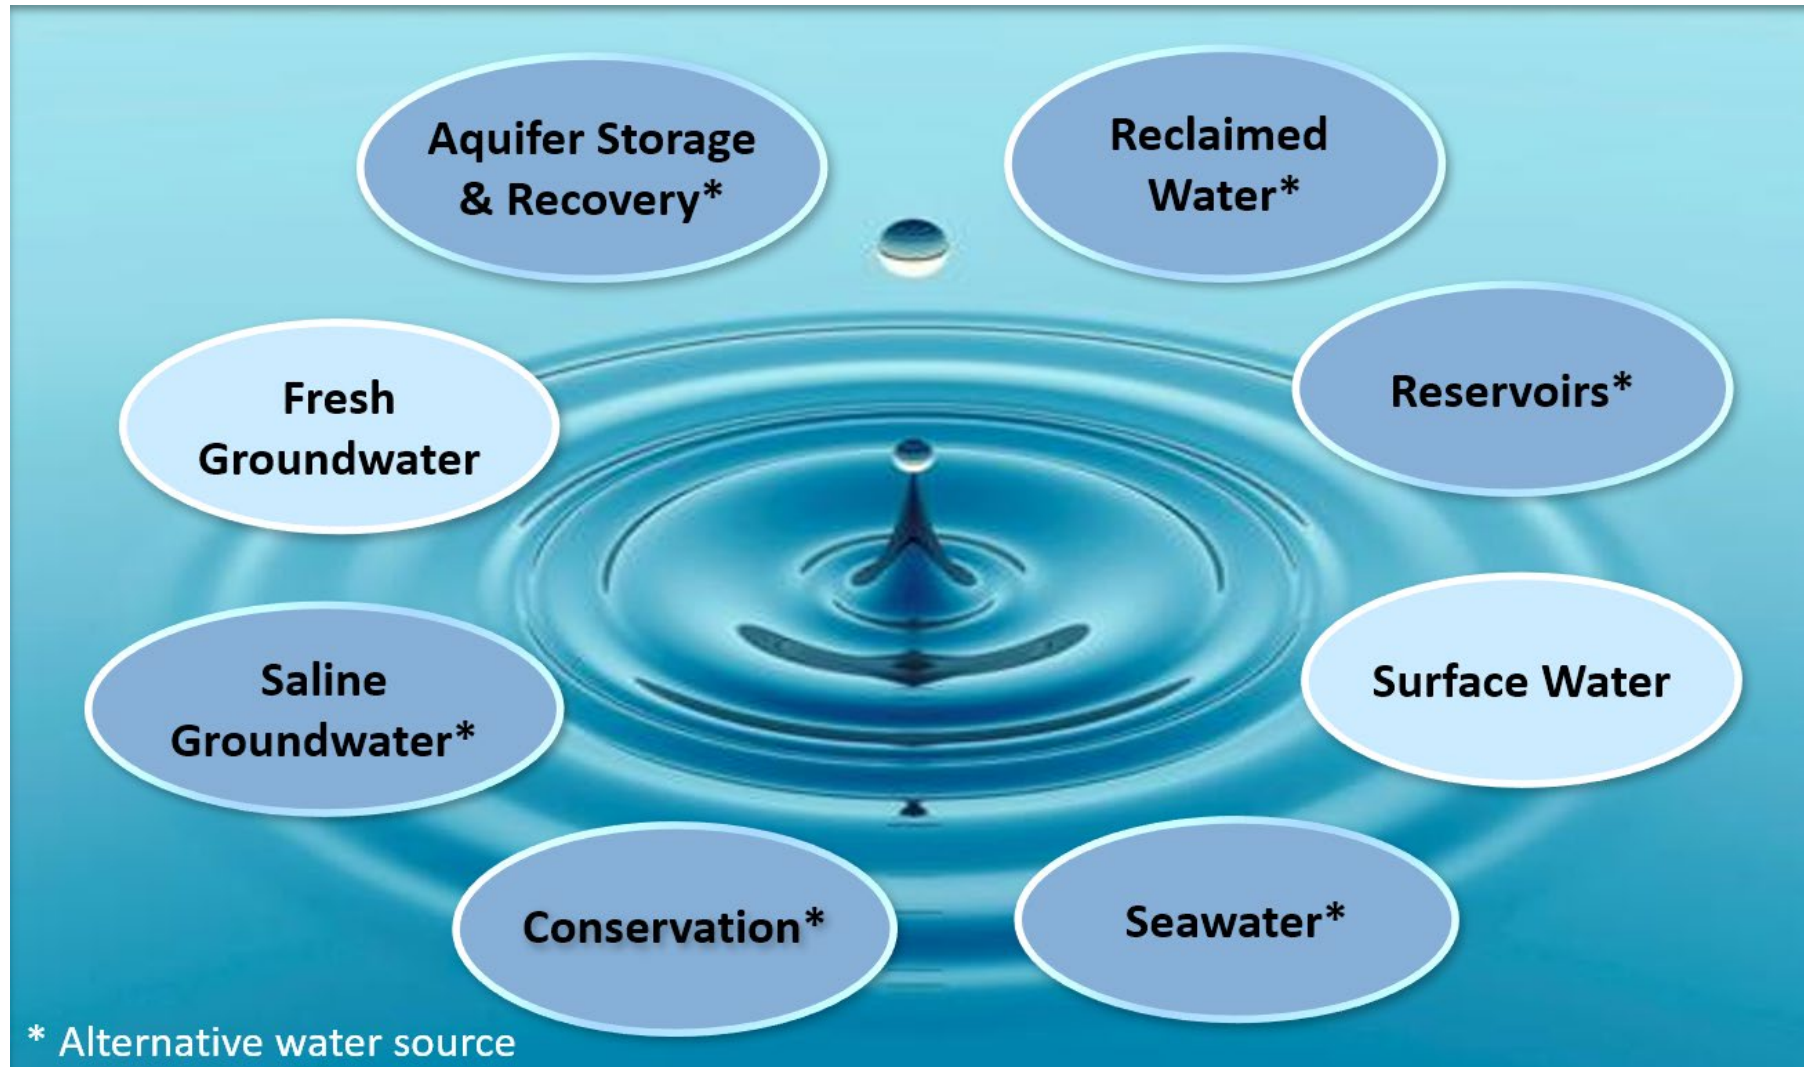 Aquifer Storage
& Recovery*
Reclaimed
Water*
Fresh
Groundwater
Reservoirs*
Saline
Groundwater*
Surface Water
Conservation*
Seawater*
* Alternative water source